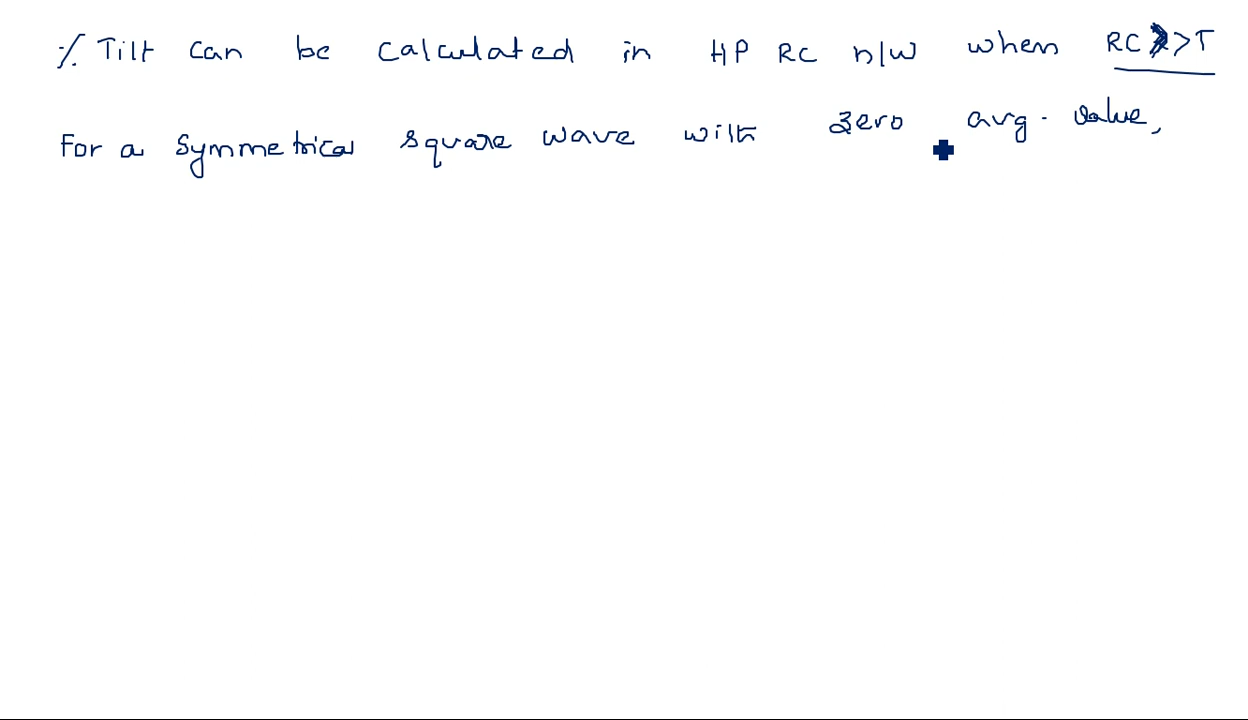 % Tilt can be calculated in HP RC n/w when RC >> T
For a Symmetrical square wave with zero avg. value,